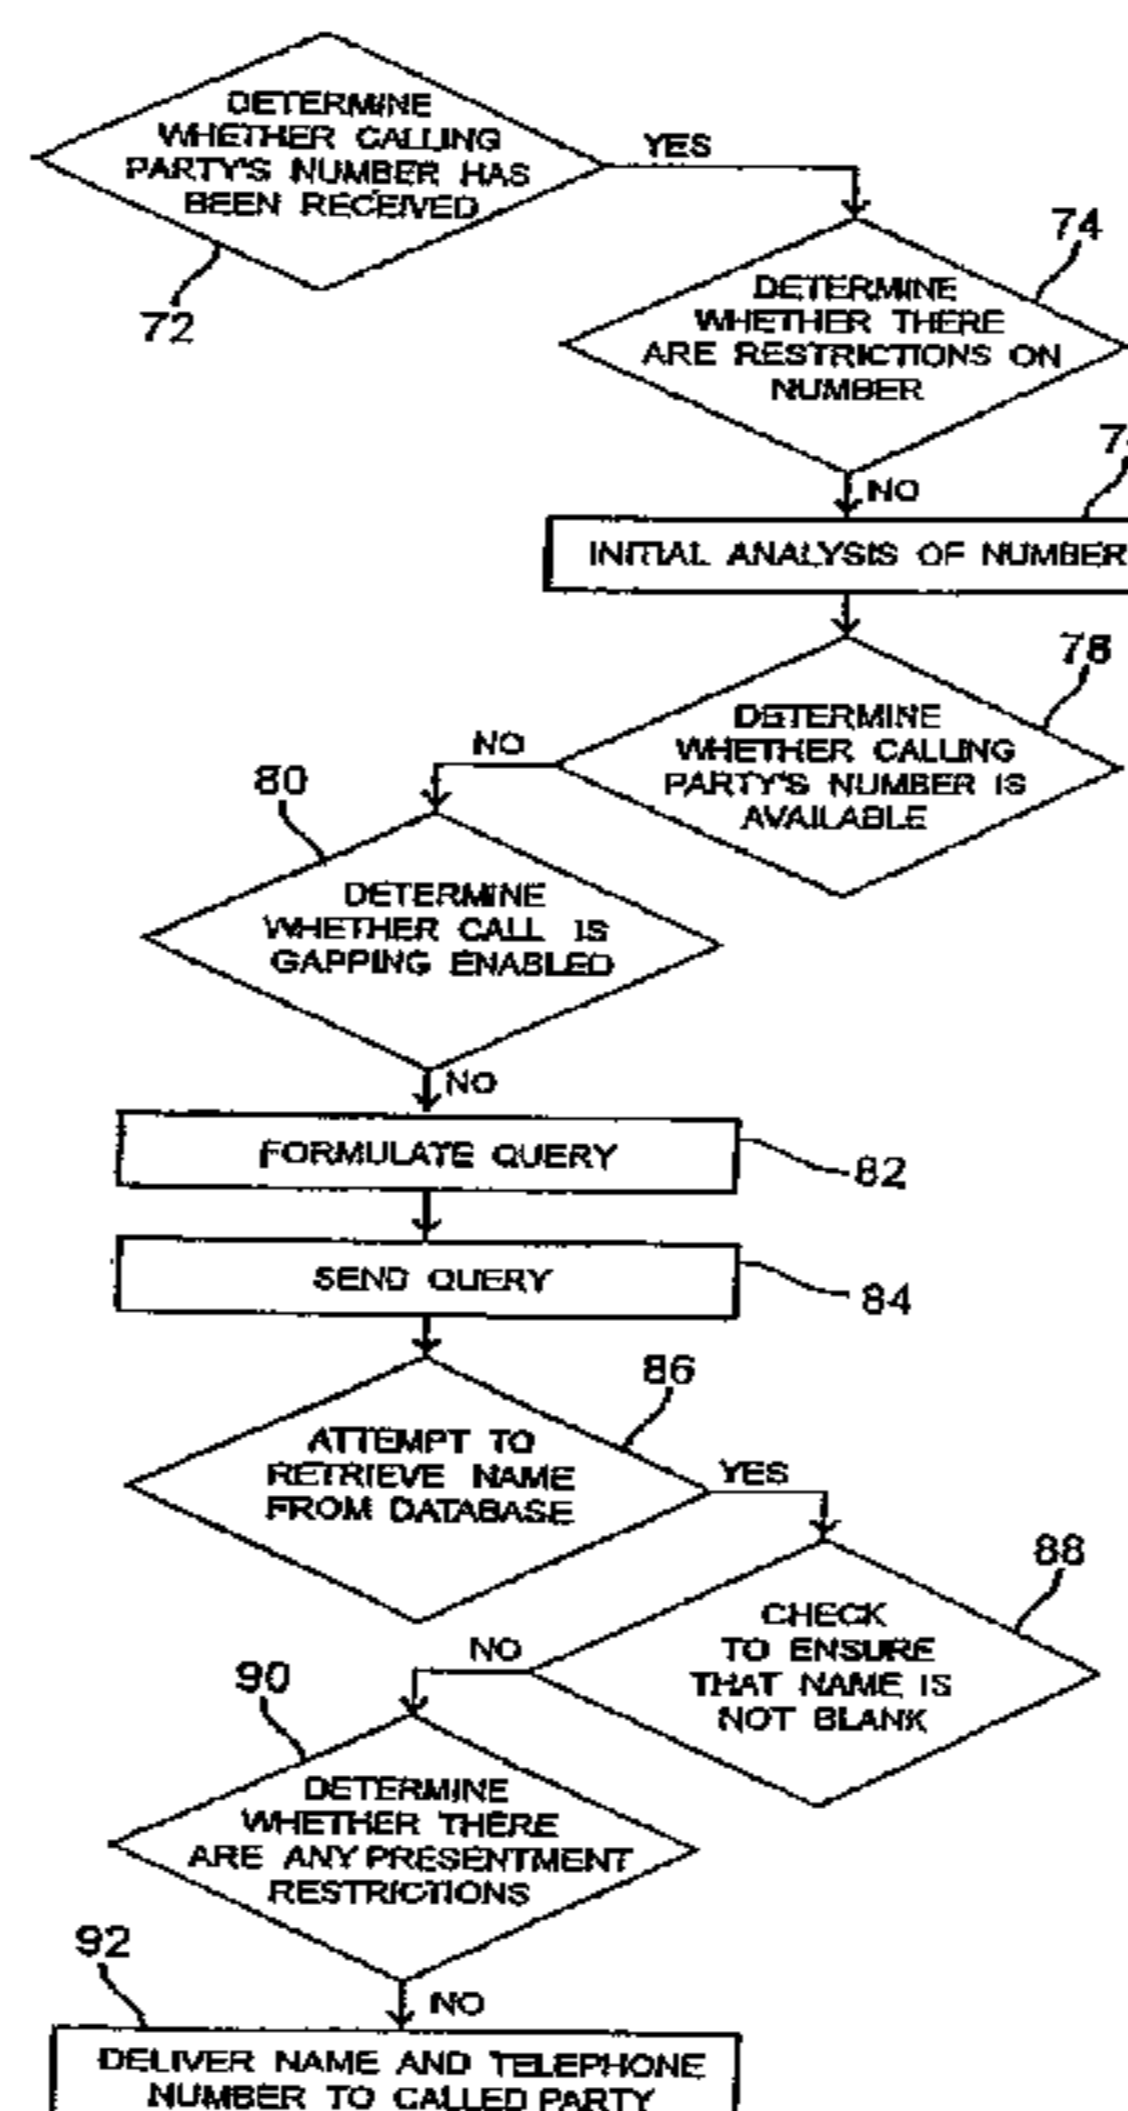 DETERMINE
WHETHER CALLING
PARTY'S NUMBER HAS
BEEN RECEIVED
YES
72
74
DETERMINE
WHETHER THERE
ARE RESTRICTIONS ON
NUMBER
NO
INITIAL ANALYSIS OF NUMBER
78
DETERMINE
WHETHER CALLING
PARTY'S NUMBER IS
AVAILABLE
NO
80
DETERMINE
WHETHER CALL IS
GAPPING ENABLED
NO
FORMULATE QUERY
82
SEND QUERY
84
86
ATTEMPT TO
RETRIEVE NAME
FROM DATABASE
YES
88
CHECK
TO ENSURE
THAT NAME IS
NOT BLANK
NO
90
DETERMINE
WHETHER THERE
ARE ANY PRESENTMENT
RESTRICTIONS
NO
92
DELIVER NAME AND TELEPHONE
NUMBER TO CALLED PARTY